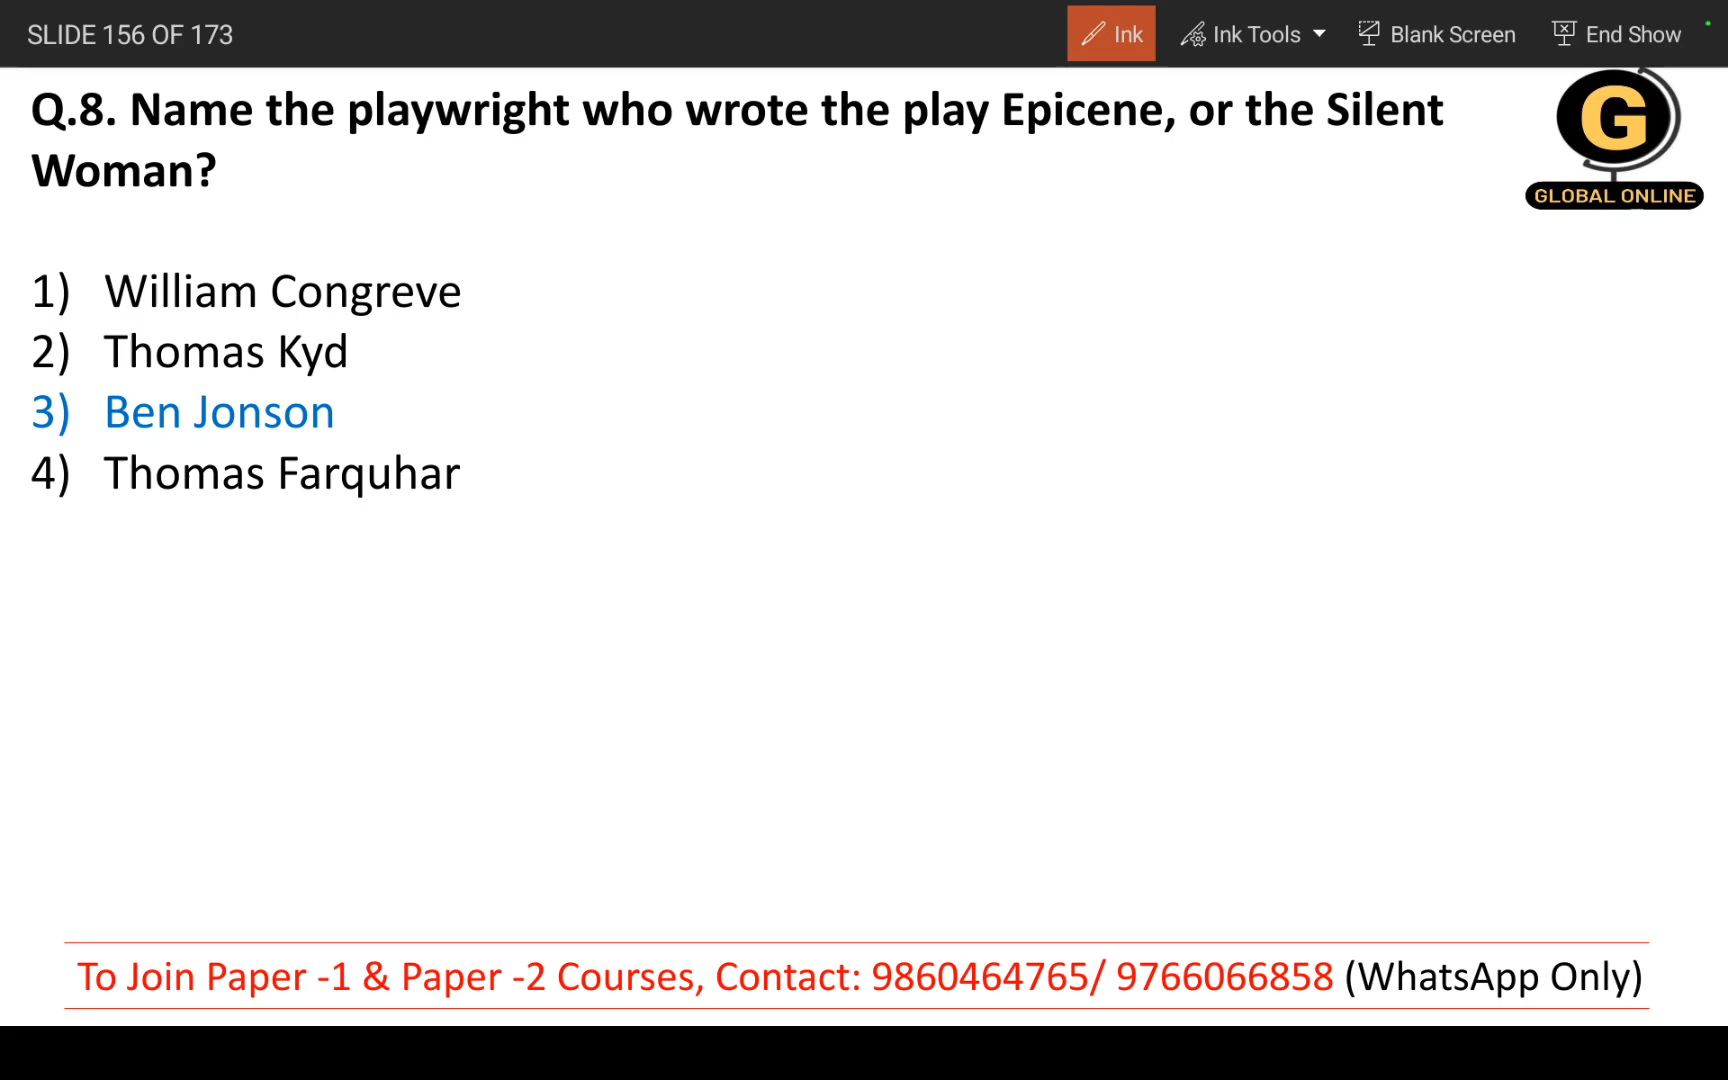 SLIDE 156 OF 173
Ink
Ink Tools
Blank Screen
End Show
Q.8. Name the playwright who wrote the play Epicene, or the Silent
Woman?
G
GLOBAL ONLINE
1) William Congreve
2) Thomas Kyd
3) Ben Jonson
4) Thomas Farquhar
To Join Paper -1 & Paper -2 Courses, Contact: 9860464765/ 9766066858 (WhatsApp Only)